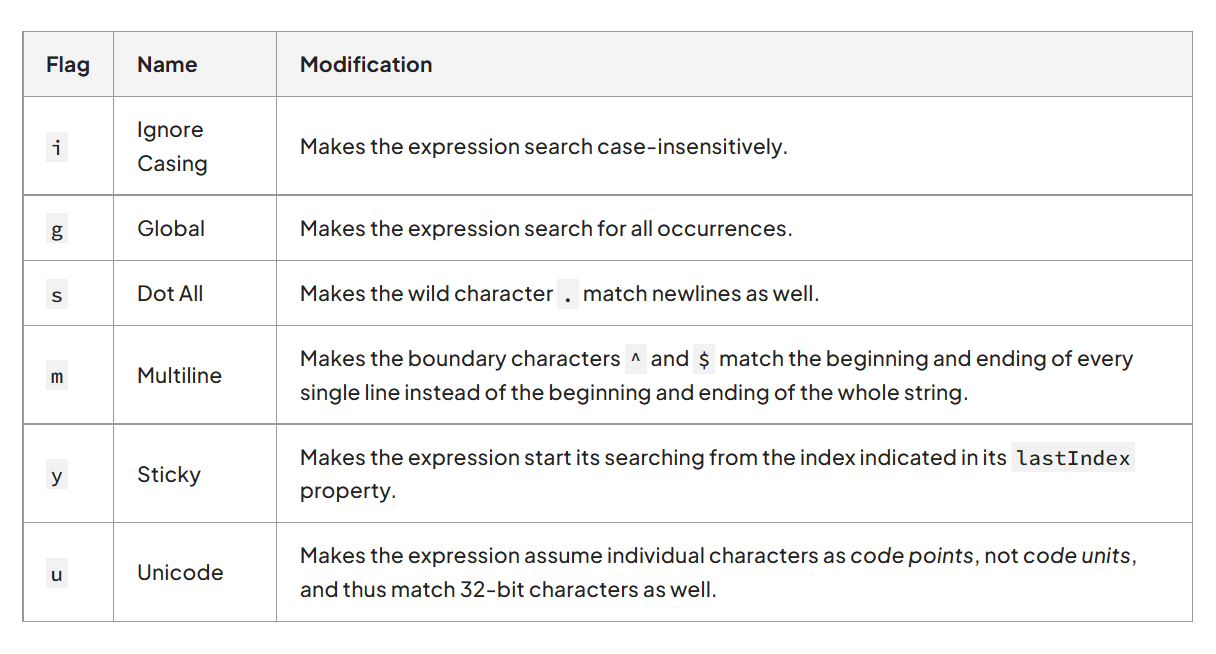 Flag Name Modification
Ignore
i Casing Makes the expression search case-insensitively.
g Global Makes the expression search for all occurrences.
s Dot All Makes the wild character . match newlines as well.
m Multiline Makes the boundary characters ^ and $ match the beginning and ending of every
single line instead of the beginning and ending of the whole string.
y Sticky Makes the expression start its searching from the index indicated in its lastIndex
property.
u Unicode Makes the expression assume individual characters as code points, not code units,
and thus match 32-bit characters as well.